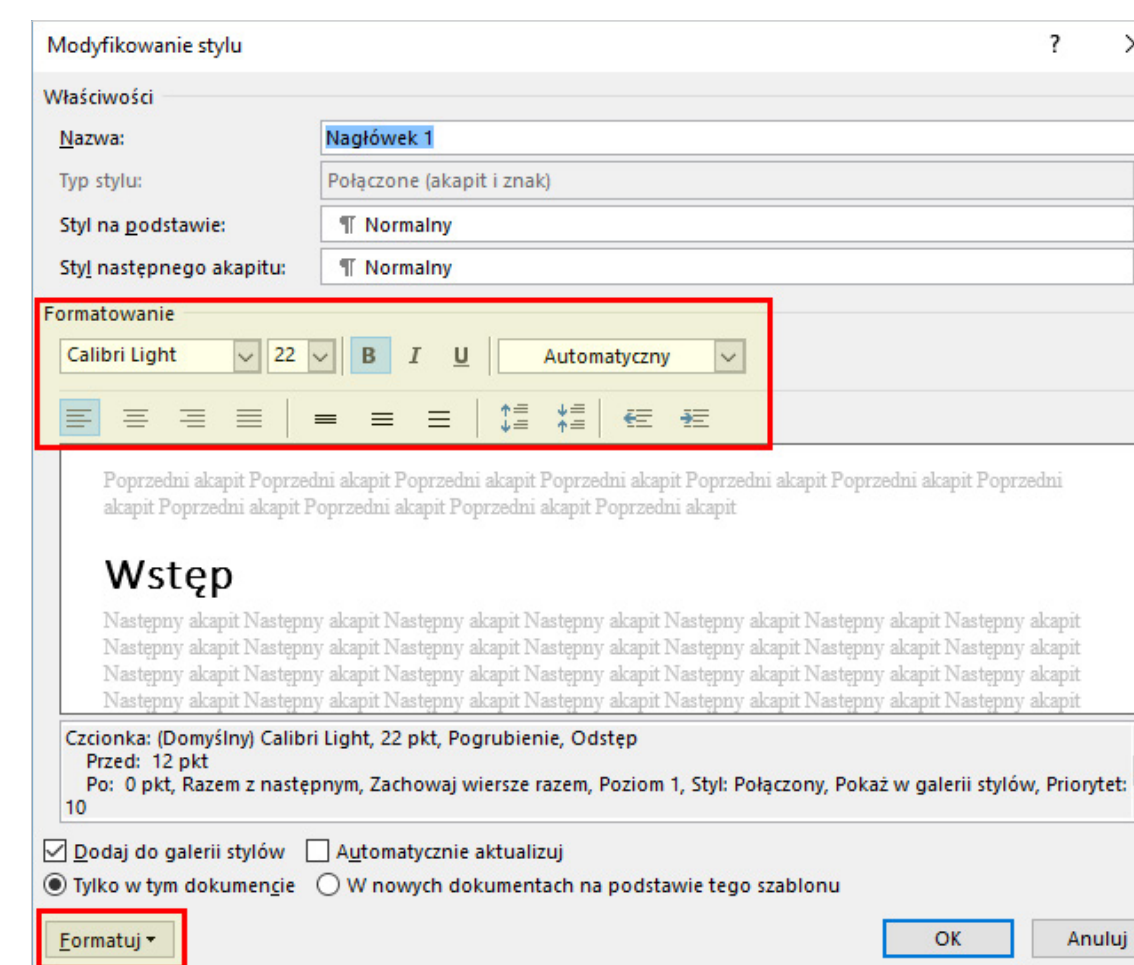 Modyfikowanie stylu ?
Właściwości
Nazwa: Nagłówek 1
Typ stylu: Połączone (akapit i znak)
Styl na podstawie: ¶ Normalny
Styl następnego akapitu: ¶ Normalny
Formatowanie
Calibri Light 22 B I U Automatyczny
Poprzedni akapit Poprzedni akapit Poprzedni akapit Poprzedni akapit Poprzedni akapit Poprzedni akapit Poprzedni
akapit Poprzedni akapit Poprzedni akapit Poprzedni akapit Poprzedni akapit
Wstęp
Następny akapit Następny akapit Następny akapit Następny akapit Następny akapit Następny akapit Następny akapit
Następny akapit Następny akapit Następny akapit Następny akapit Następny akapit Następny akapit Następny akapit
Następny akapit Następny akapit Następny akapit Następny akapit Następny akapit Następny akapit Następny akapit
Następny akapit Następny akapit Następny akapit Następny akapit Następny akapit Następny akapit Następny akapit
Czcionka: (Domyślny) Calibri Light, 22 pkt, Pogrubienie, Odstęp
Przed: 12 pkt
Po: 0 pkt, Razem z następnym, Zachowaj wiersze razem, Poziom 1, Styl: Połączony, Pokaż w galerii stylów, Priorytet:
10
Dodaj do galerii stylów Automatycznie aktualizuj
Tylko w tym dokumencie W nowych dokumentach na podstawie tego szablonu
Formatuj OK Anuluj